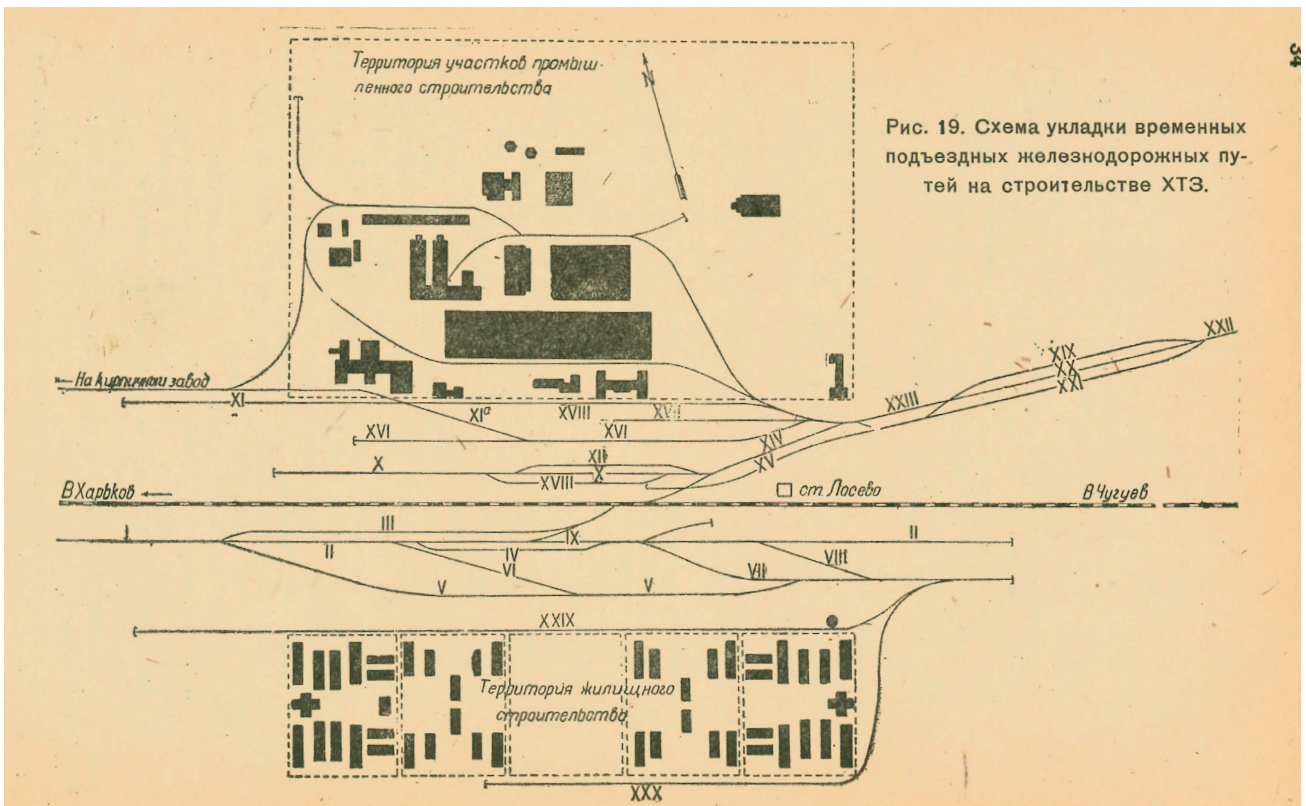 34
Территория участков промыш-
ленного строительства
N
Рис. 19. Схема укладки временных
подъездных железнодорожных пу-
тей на строительстве ХТЗ.
XXII
XIX
XX
XXI
На кирпичный завод
XXIII
XI
XIª
XVIII
XVI
XVI
XIV
XV
X
XII
X
XVIII
В Харьков
ст. Лосево
В Чугуев
III
IX
II
II
IV
VI
VII
VIII
V
V
XXIX
Территория жилищного
строительства
XXX